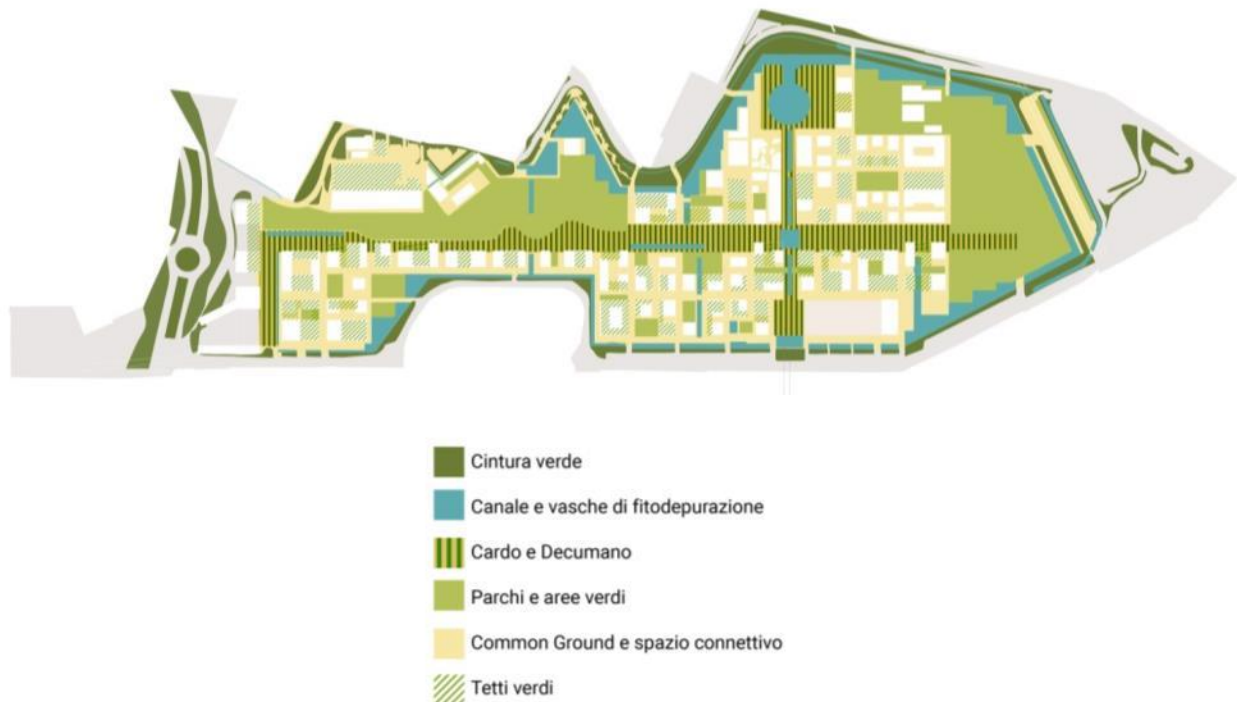 Cintura verde
Canale e vasche di fitodepurazione
Cardo e Decumano
Parchi e aree verdi
Common Ground e spazio connettivo
Tetti verdi